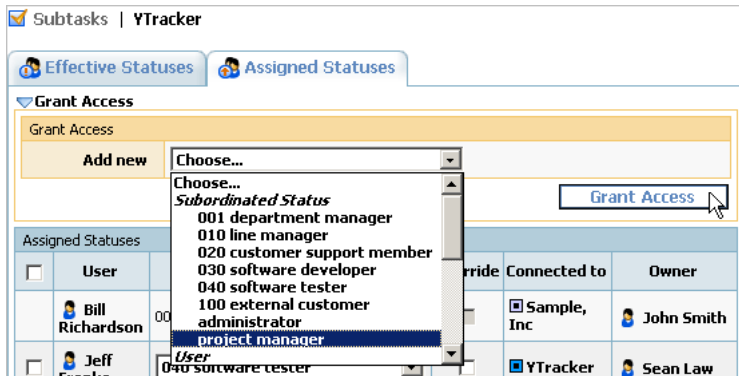 Subtasks | YTracker
Effective Statuses Assigned Statuses
Grant Access
Grant Access
Add new Choose...
Choose...
Subordinated Status
001 department manager
010 line manager
020 customer support member
030 software developer
040 software tester
100 external customer
administrator
project manager
User
Grant Access
Assigned Statuses
User Connected to Owner
Bill Richardson Sample, Inc John Smith
Jeff 040 software tester YTracker Sean Law